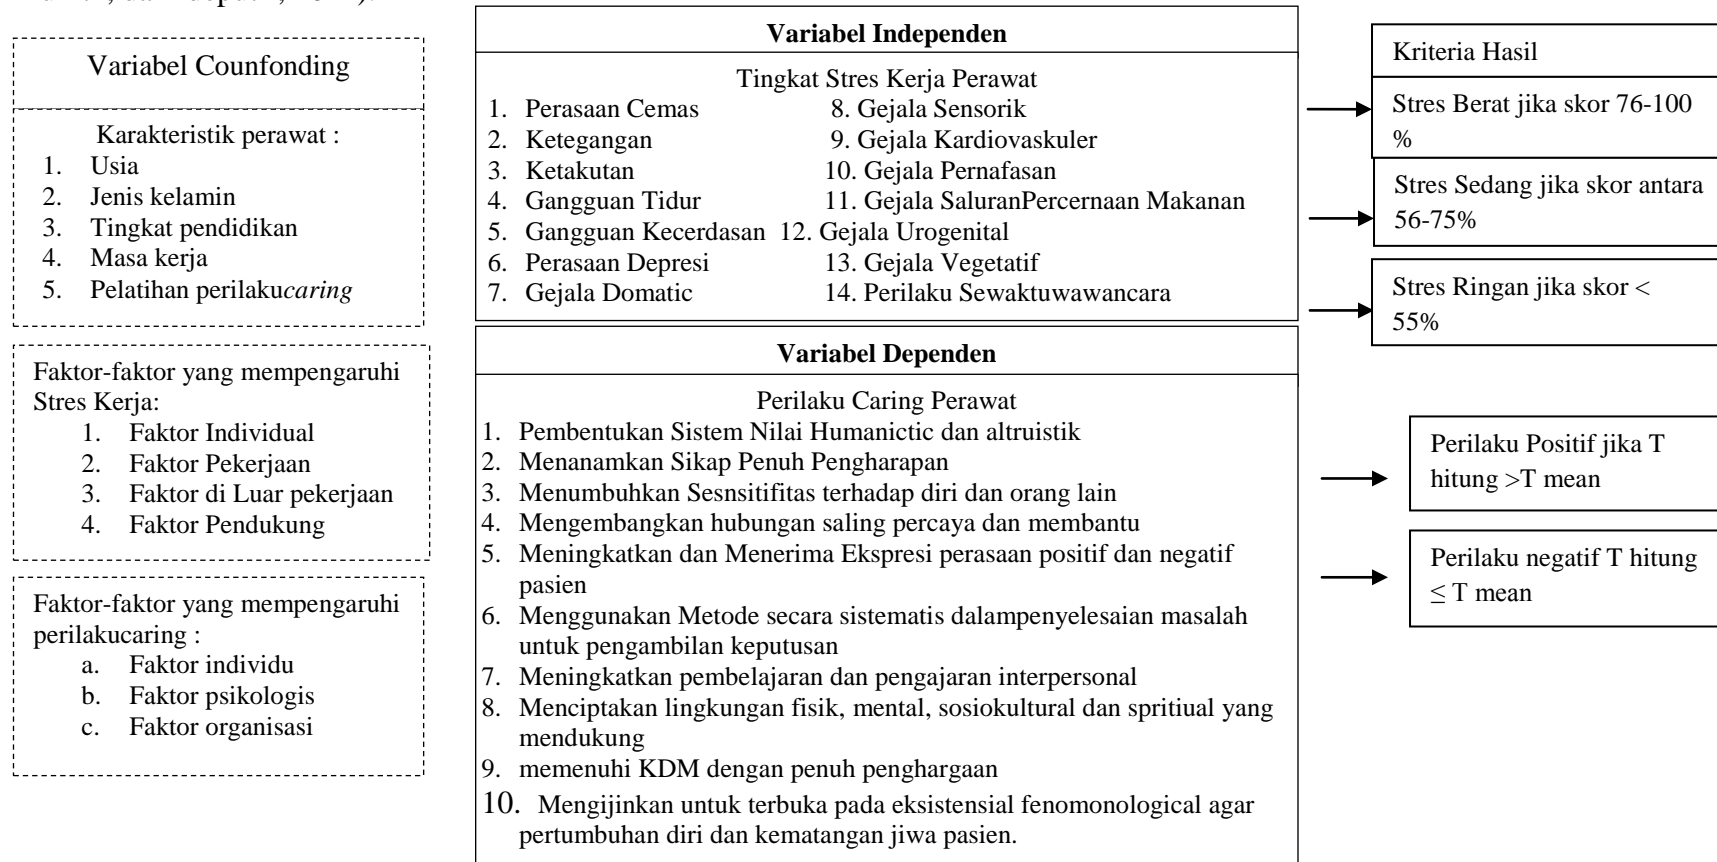 Variabel Counfonding
Karakteristik perawat :
1. Usia
2. Jenis kelamin
3. Tingkat pendidikan
4. Masa kerja
5. Pelatihan perilakucaring
Faktor-faktor yang mempengaruhi
Stres Kerja:
1. Faktor Individual
2. Faktor Pekerjaan
3. Faktor di Luar pekerjaan
4. Faktor Pendukung
Faktor-faktor yang mempengaruhi
perilakucaring :
a. Faktor individu
b. Faktor psikologis
c. Faktor organisasi
Variabel Independen
Tingkat Stres Kerja Perawat
1. Perasaan Cemas 8. Gejala Sensorik
2. Ketegangan 9. Gejala Kardiovaskuler
3. Ketakutan 10. Gejala Pernafasan
4. Gangguan Tidur 11. Gejala SaluranPercernaan Makanan
5. Gangguan Kecerdasan 12. Gejala Urogenital
6. Perasaan Depresi 13. Gejala Vegetatif
7. Gejala Domatic 14. Perilaku Sewaktuwawancara
Variabel Dependen
Perilaku Caring Perawat
1. Pembentukan Sistem Nilai Humanictic dan altruistik
2. Menanamkan Sikap Penuh Pengharapan
3. Menumbuhkan Sesnsitifitas terhadap diri dan orang lain
4. Mengembangkan hubungan saling percaya dan membantu
5. Meningkatkan dan Menerima Ekspresi perasaan positif dan negatif
pasien
6. Menggunakan Metode secara sistematis dalampenyelesaian masalah
untuk pengambilan keputusan
7. Meningkatkan pembelajaran dan pengajaran interpersonal
8. Menciptakan lingkungan fisik, mental, sosiokultural dan spritiual yang
mendukung
9. memenuhi KDM dengan penuh penghargaan
10. Mengijinkan untuk terbuka pada eksistensial fenomonological agar
pertumbuhan diri dan kematangan jiwa pasien.
Kriteria Hasil
Stres Berat jika skor 76-100
%
Stres Sedang jika skor antara
56-75%
Stres Ringan jika skor <
55%
Perilaku Positif jika T
hitung >T mean
Perilaku negatif T hitung
≤ T mean